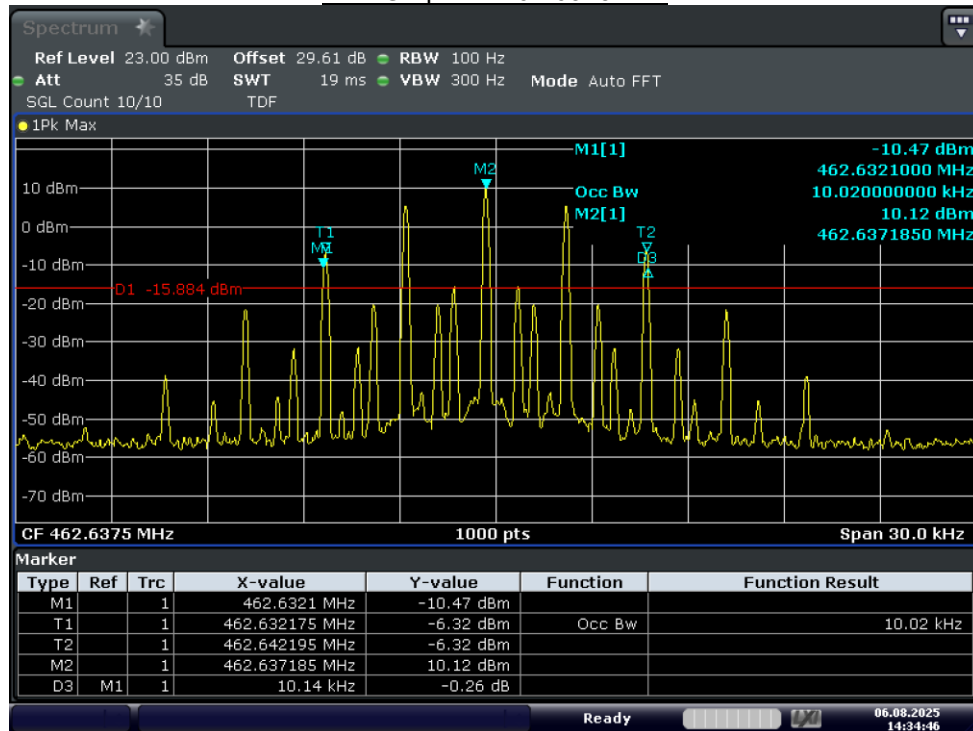 Spectrum
Ref Level 23.00 dBm Offset 29.61 dB RBW 100 Hz
Att 35 dB SWT 19 ms VBW 300 Hz Mode Auto FFT
SGL Count 10/10 TDF
1Pk Max
M1[1] -10.47 dBm
462.6321000 MHz
M2
10 dBm
Occ Bw 10.020000000 kHz
M2[1] 10.12 dBm
0 dBm
T1
T2
462.6371850 MHz
M1
D3
-10 dBm
D1 -15.884 dBm
-20 dBm
-30 dBm
-40 dBm
-50 dBm
-60 dBm
-70 dBm
CF 462.6375 MHz 1000 pts Span 30.0 kHz
Marker
Type Ref Trc X-value Y-value Function Function Result
M1 1 462.6321 MHz -10.47 dBm
T1 1 462.632175 MHz -6.32 dBm Occ Bw 10.02 kHz
T2 1 462.642195 MHz -6.32 dBm
M2 1 462.637185 MHz 10.12 dBm
D3 M1 1 10.14 kHz -0.26 dB
Ready 06.08.2025
14:34:46